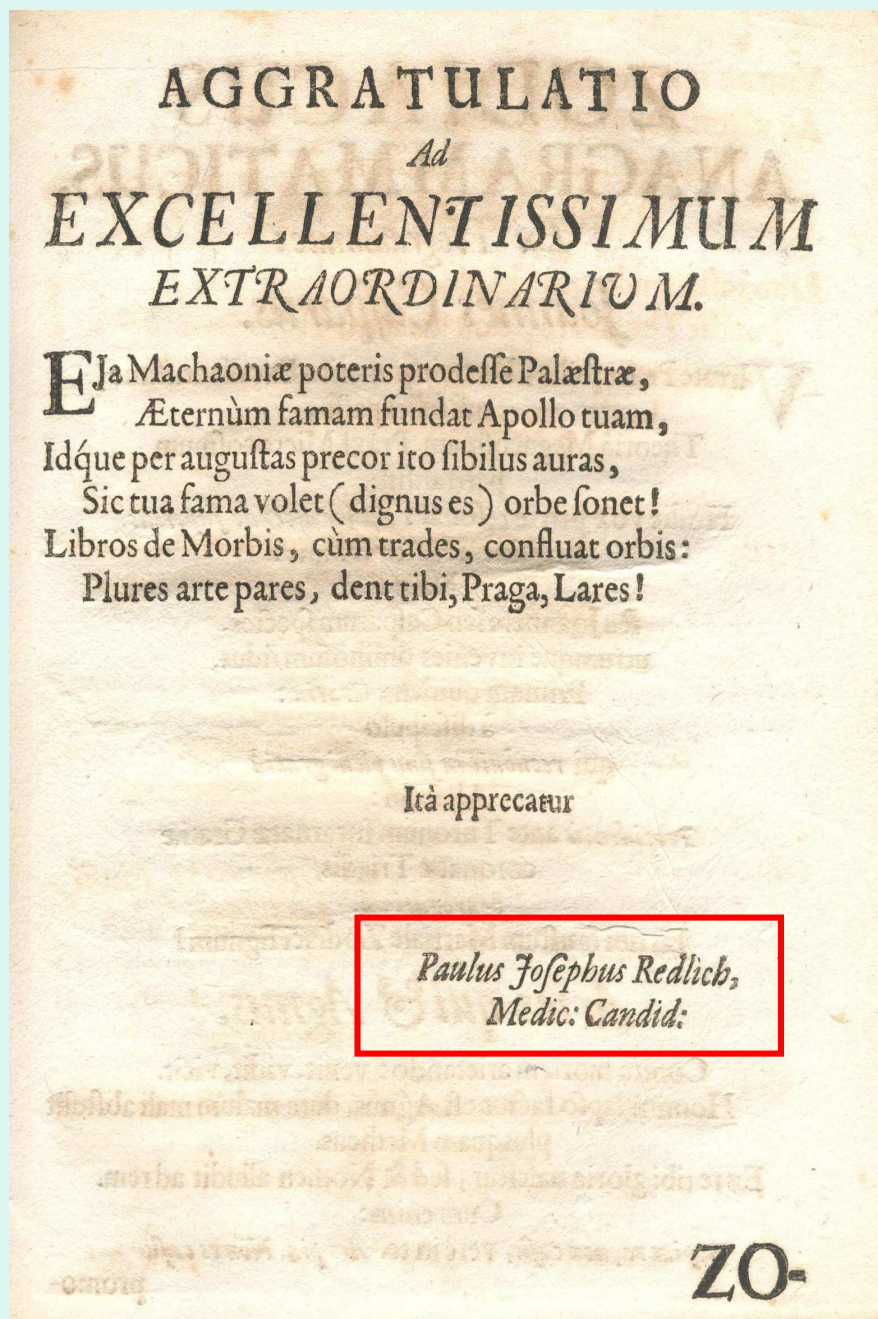 AGGRATULATIO
Ad
EXCELLENTISSIMUM
EXTRAORDINARIUM.
EJa Machaoniæ poteris prodesse Palæstræ,
Æternùm famam fundat Apollo tuam,
Idq́ue per augustas precor ito sibilus auras,
Sic tua fama volet ( dignus es ) orbe sonet!
Libros de Morbis, cùm trades, confluat orbis:
Plures arte pares, dent tibi, Praga, Lares!
Ità apprecatur
Paulus Josephus Redlich,
Medic: Candid:
ZO-